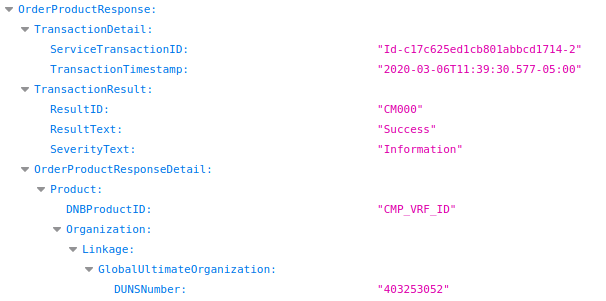 OrderProductResponse:
TransactionDetail:
ServiceTransactionID: "Id-c17c625ed1cb801abbcd1714-2"
TransactionTimestamp: "2020-03-06T11:39:30.577-05:00"
TransactionResult:
ResultID: "CM000"
ResultText: "Success"
SeverityText: "Information"
OrderProductResponseDetail:
Product:
DNBProductID: "CMP_VRF_ID"
Organization:
Linkage:
GlobalUltimateOrganization:
DUNSNumber: "403253052"